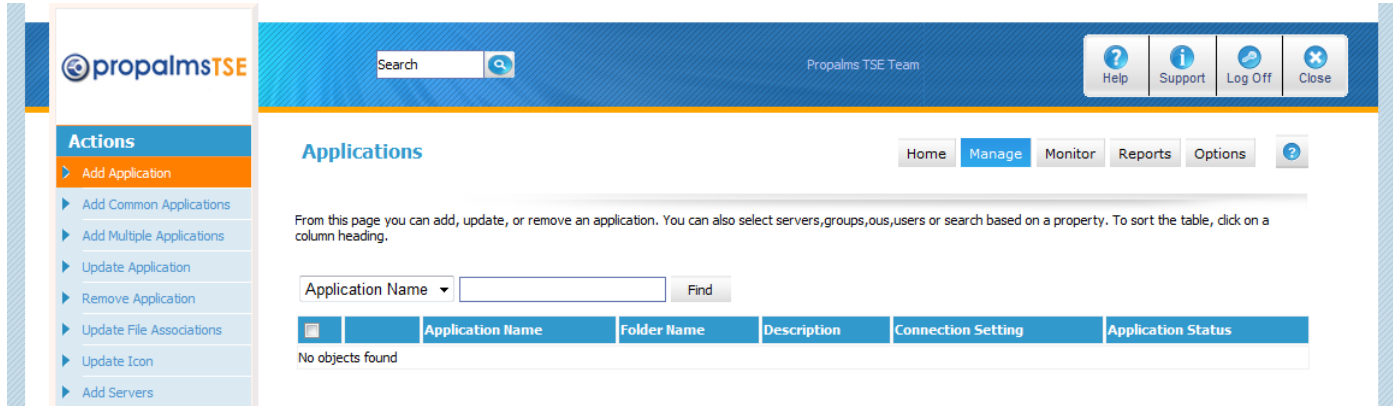 propalmsTSE
Search
Propalms TSE Team
Help
Support
Log Off
Close
Actions
Add Application
Add Common Applications
Add Multiple Applications
Update Application
Remove Application
Update File Associations
Update Icon
Add Servers
Applications
Home
Manage
Monitor
Reports
Options
From this page you can add, update, or remove an application. You can also select servers,groups,ous,users or search based on a property. To sort the table, click on a
column heading.
Application Name
Find
Application Name Folder Name Description Connection Setting Application Status
No objects found